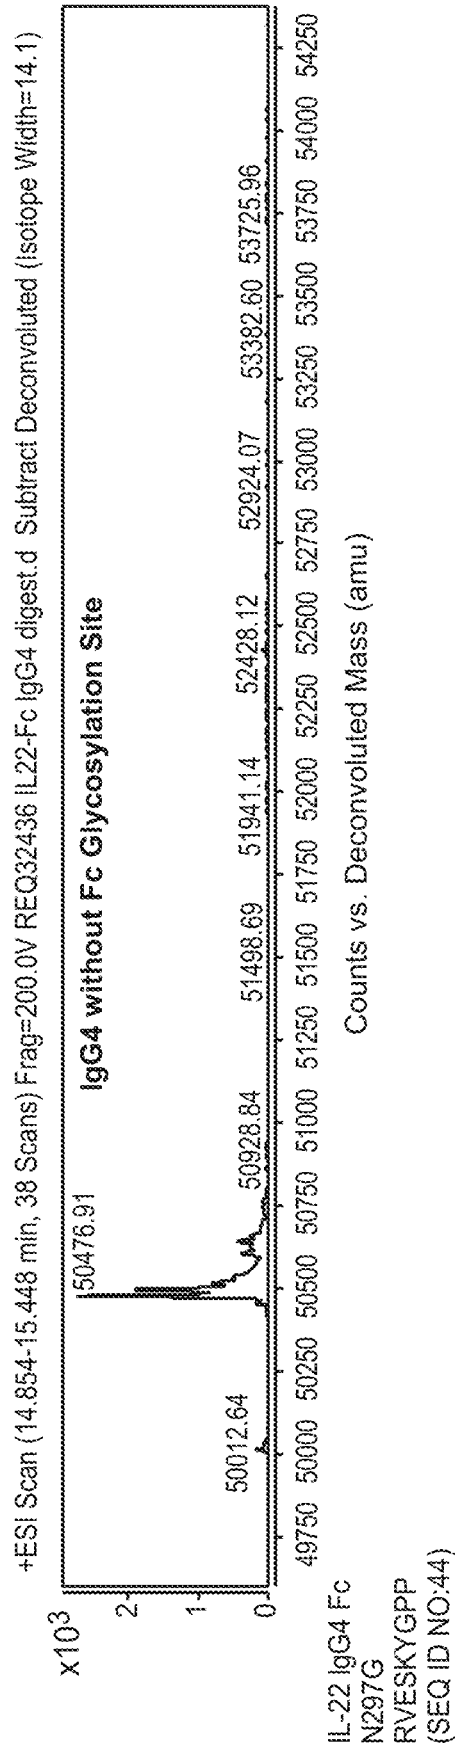 +ESI Scan (14.854-15.448 min, 38 Scans) Frag=200.0V REQ32436 IL22-Fc IgG4 digest.d Subtract Deconvoluted (Isotope Width=14.1)
x10³
2
1
0
IgG4 without Fc Glycosylation Site
50012.64
50476.91
50928.84
51498.69
51941.14
52428.12
52924.07
53382.60
53725.96
49750 50000 50250 50500 50750 51000 51250 51500 51750 52000 52250 52500 52750 53000 53250 53500 53750 54000 54250
Counts vs. Deconvoluted Mass (amu)
IL-22 IgG4 Fc
N297G
RVESKYGPP
(SEQ ID NO:44)